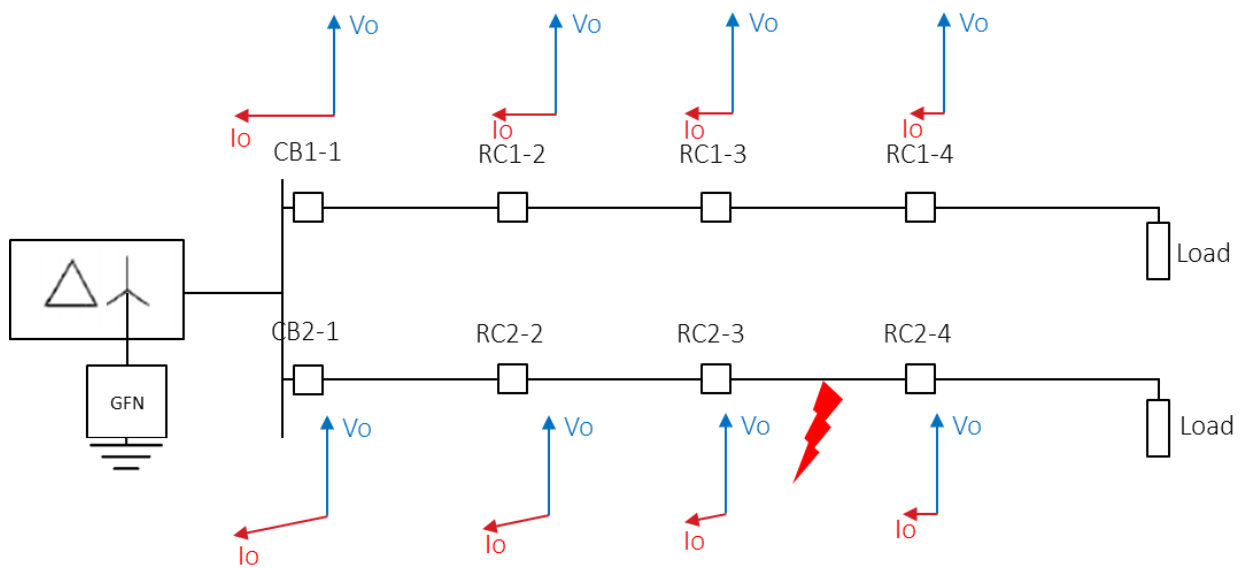 Vo
Vo
Vo
Vo
Io
Io
Io
Io
CB1-1
RC1-2
RC1-3
RC1-4
Load
CB2-1
RC2-2
RC2-3
RC2-4
GFN
Load
Vo
Vo
Vo
Vo
Io
Io
Io
Io